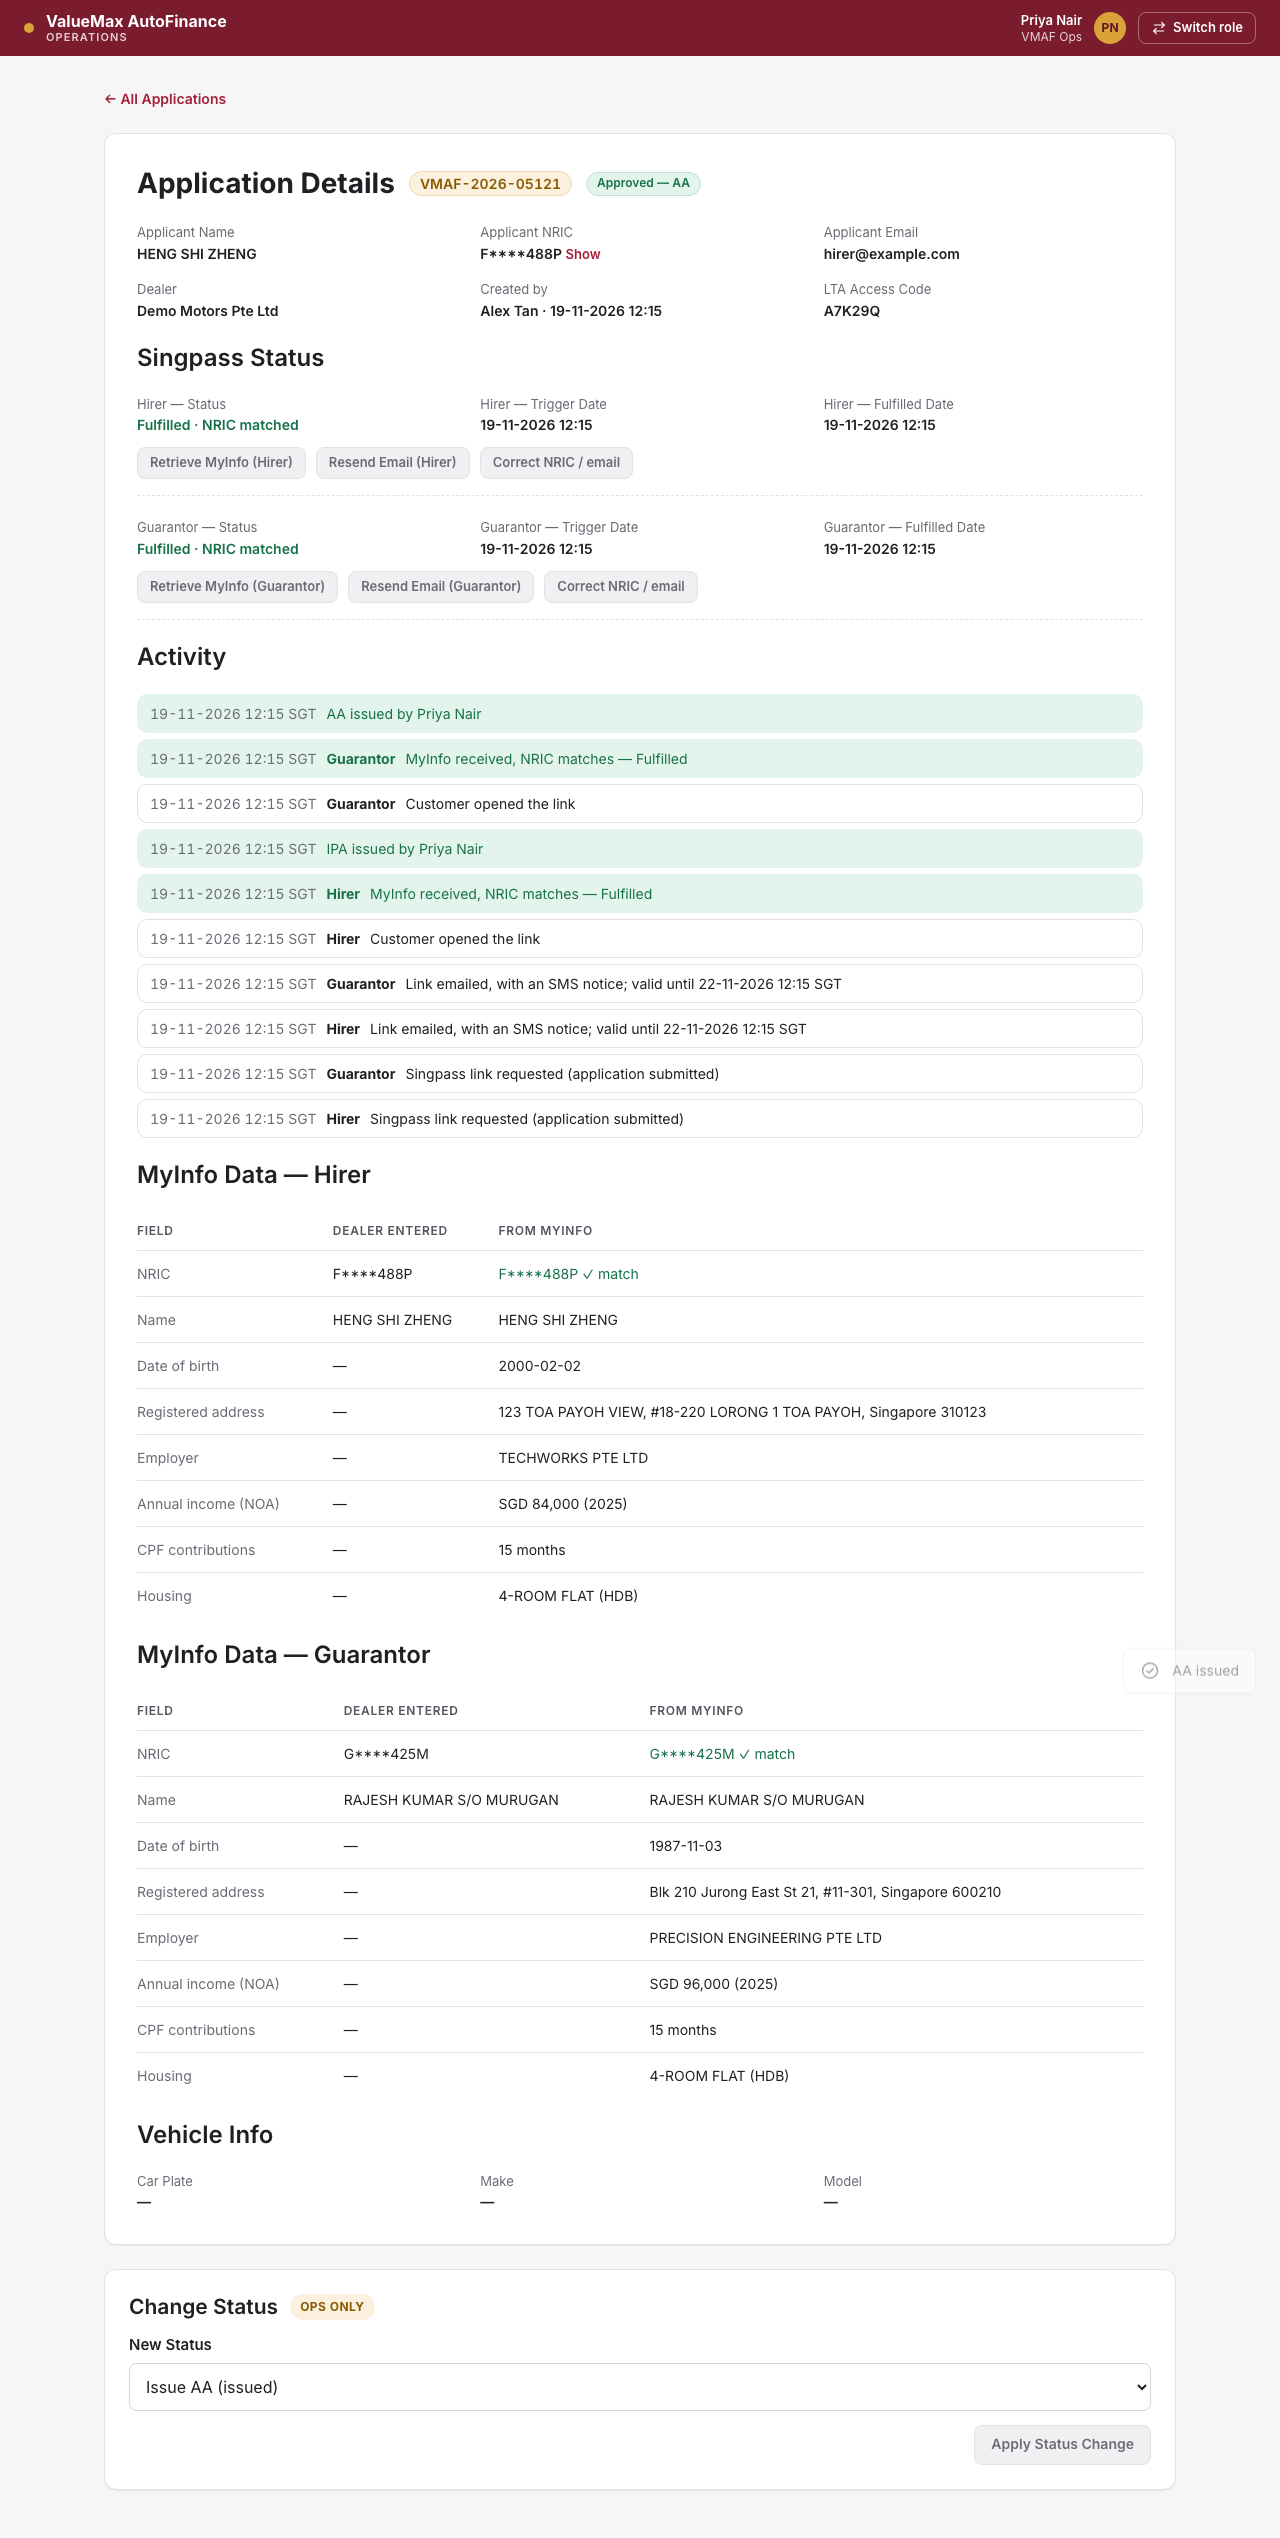 ValueMax AutoFinance
OPERATIONS
Priya Nair
VMAF Ops
PN
Switch role
← All Applications
Application Details VMAF-2026-05121 Approved — AA
Applicant Name Applicant NRIC Applicant Email
HENG SHI ZHENG F****488P Show hirer@example.com
Dealer Created by LTA Access Code
Demo Motors Pte Ltd Alex Tan · 19-11-2026 12:15 A7K29Q
Singpass Status
Hirer — Status Hirer — Trigger Date Hirer — Fulfilled Date
Fulfilled · NRIC matched 19-11-2026 12:15 19-11-2026 12:15
Retrieve MyInfo (Hirer) Resend Email (Hirer) Correct NRIC / email
Guarantor — Status Guarantor — Trigger Date Guarantor — Fulfilled Date
Fulfilled · NRIC matched 19-11-2026 12:15 19-11-2026 12:15
Retrieve MyInfo (Guarantor) Resend Email (Guarantor) Correct NRIC / email
Activity
19-11-2026 12:15 SGT AA issued by Priya Nair
19-11-2026 12:15 SGT Guarantor MyInfo received, NRIC matches — Fulfilled
19-11-2026 12:15 SGT Guarantor Customer opened the link
19-11-2026 12:15 SGT IPA issued by Priya Nair
19-11-2026 12:15 SGT Hirer MyInfo received, NRIC matches — Fulfilled
19-11-2026 12:15 SGT Hirer Customer opened the link
19-11-2026 12:15 SGT Guarantor Link emailed, with an SMS notice; valid until 22-11-2026 12:15 SGT
19-11-2026 12:15 SGT Hirer Link emailed, with an SMS notice; valid until 22-11-2026 12:15 SGT
19-11-2026 12:15 SGT Guarantor Singpass link requested (application submitted)
19-11-2026 12:15 SGT Hirer Singpass link requested (application submitted)
MyInfo Data — Hirer
FIELD DEALER ENTERED FROM MYINFO
NRIC F****488P F****488P ✓ match
Name HENG SHI ZHENG HENG SHI ZHENG
Date of birth — 2000-02-02
Registered address — 123 TOA PAYOH VIEW, #18-220 LORONG 1 TOA PAYOH, Singapore 310123
Employer — TECHWORKS PTE LTD
Annual income (NOA) — SGD 84,000 (2025)
CPF contributions — 15 months
Housing — 4-ROOM FLAT (HDB)
MyInfo Data — Guarantor
AA issued
FIELD DEALER ENTERED FROM MYINFO
NRIC G****425M G****425M ✓ match
Name RAJESH KUMAR S/O MURUGAN RAJESH KUMAR S/O MURUGAN
Date of birth — 1987-11-03
Registered address — Blk 210 Jurong East St 21, #11-301, Singapore 600210
Employer — PRECISION ENGINEERING PTE LTD
Annual income (NOA) — SGD 96,000 (2025)
CPF contributions — 15 months
Housing — 4-ROOM FLAT (HDB)
Vehicle Info
Car Plate Make Model
— — —
Change Status OPS ONLY
New Status
Issue AA (issued)
Apply Status Change